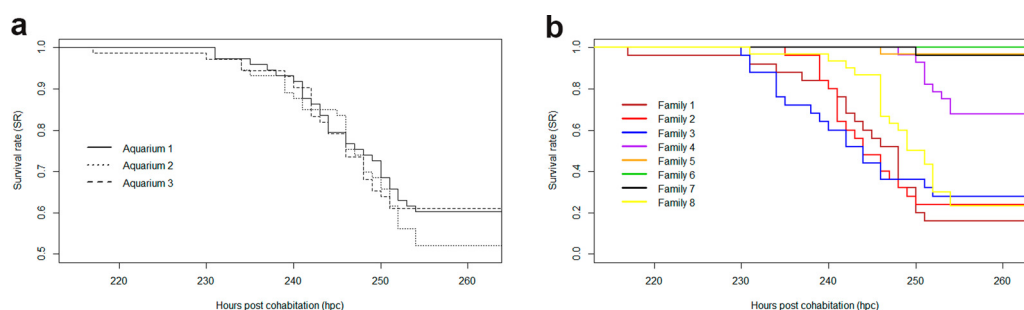 a
1.0
0.9
0.8
0.7
0.6
0.5
Survival rate (SR)
Aquarium 1
Aquarium 2
Aquarium 3
220
230
240
250
260
Hours post cohabitation (hpc)
b
1.0
0.8
0.6
0.4
0.2
0.0
Survival rate (SR)
Family 1
Family 2
Family 3
Family 4
Family 5
Family 6
Family 7
Family 8
220
230
240
250
260
Hours post cohabitation (hpc)